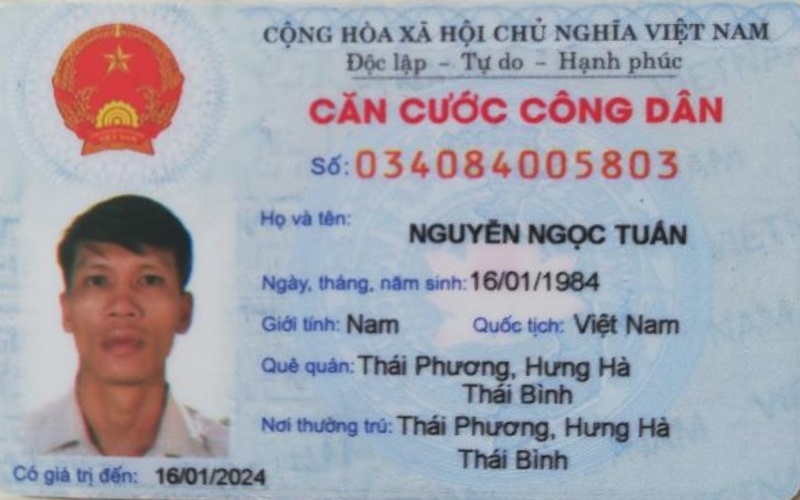 CỘNG HÒA XÃ HỘI CHỦ NGHĨA VIỆT NAM
Độc lập - Tự do - Hạnh phúc
CĂN CƯỚC CÔNG DÂN
Số: 034084005803
Họ và tên: NGUYỄN NGỌC TUÂN
Ngày, tháng, năm sinh: 16/01/1984
Giới tính: Nam Quốc tịch: Việt Nam
Quê quán: Thái Phương, Hưng Hà
Thái Bình
Nơi thường trú: Thái Phương, Hưng Hà
Thái Bình
Có giá trị đến: 16/01/2024